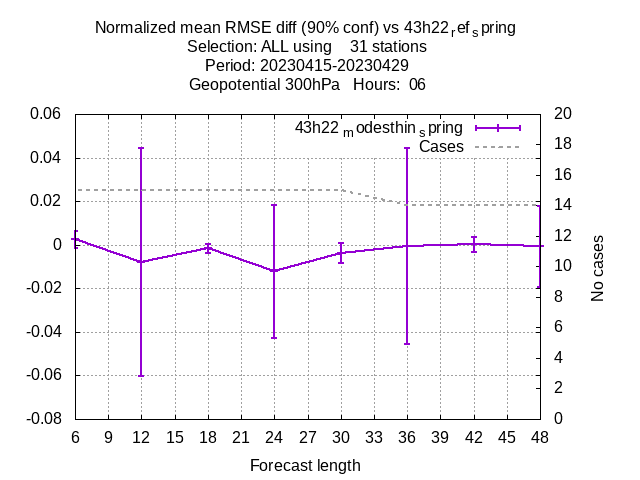 Normalized mean RMSE diff (90% conf) vs 43h22refspring
Selection: ALL using 31 stations
Period: 20230415-20230429
Geopotential 300hPa Hours: 06
43h22modesthinspring
Cases
0.06
0.04
0.02
0
-0.02
-0.04
-0.06
-0.08
20
18
16
14
12
10
8
6
4
2
0
No cases
6 9 12 15 18 21 24 27 30 33 36 39 42 45 48
Forecast length